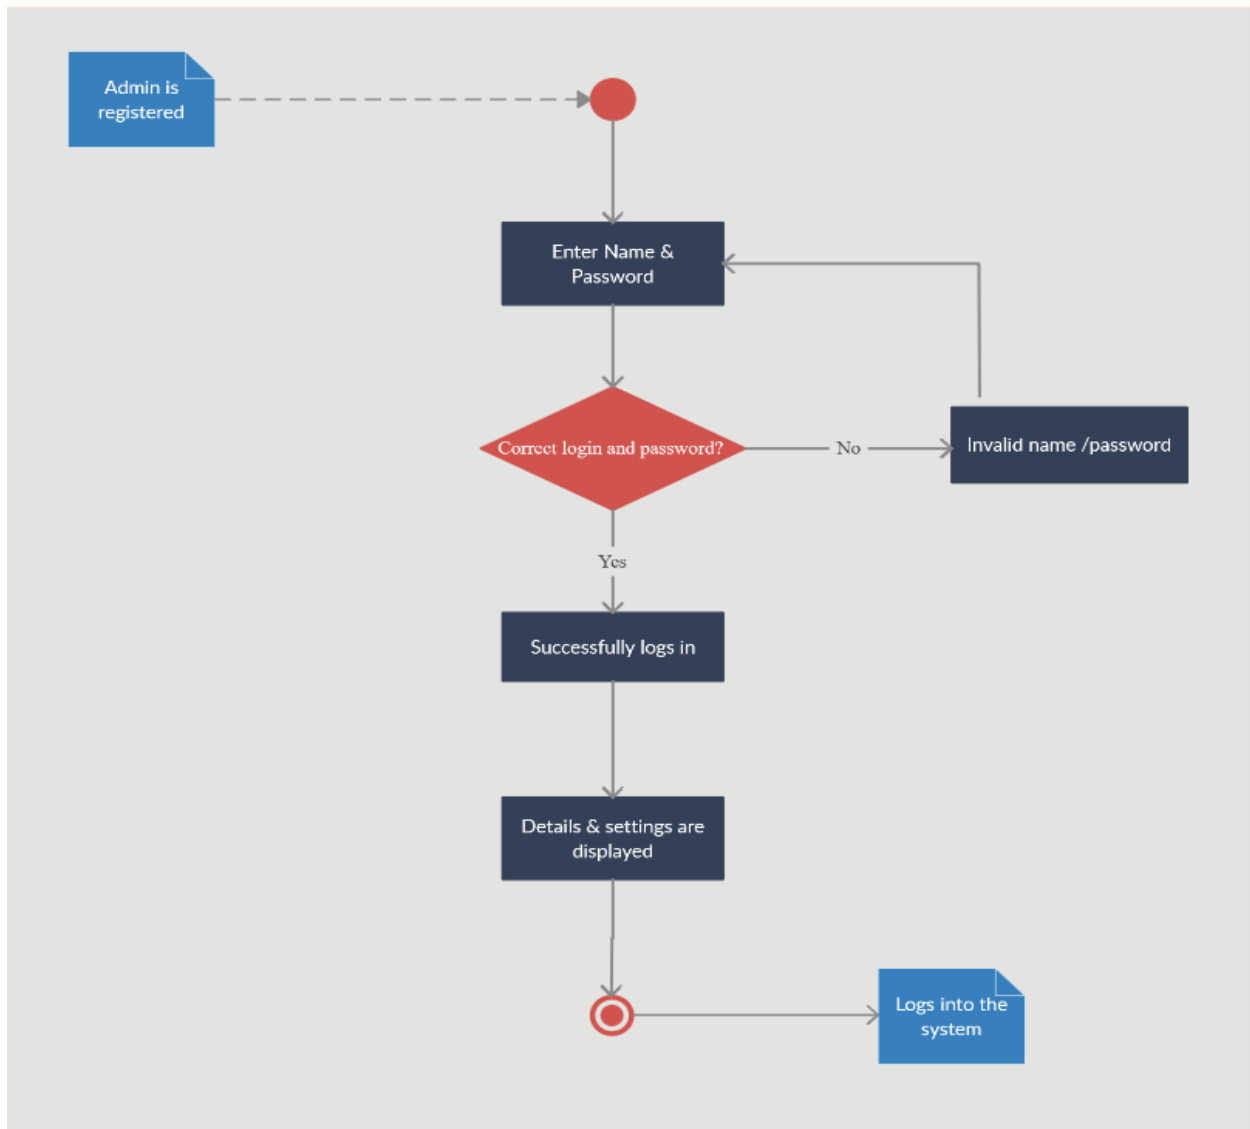 Admin is
registered
Enter Name &
Password
Correct login and password?
No
Invalid name /password
Yes
Successfully logs in
Details & settings are
displayed
Logs into the
system